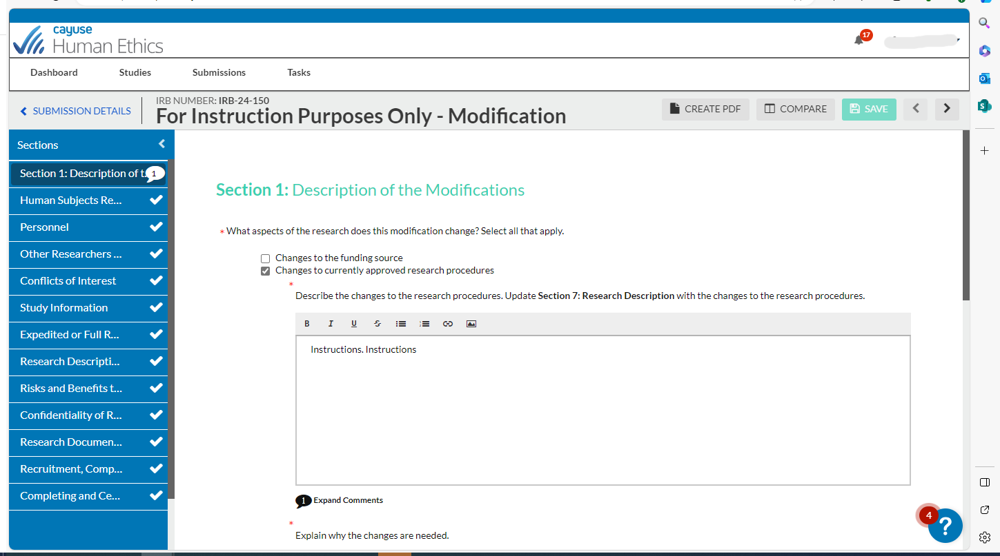 cayuse
Human Ethics
17
Dashboard Studies Submissions Tasks
SUBMISSION DETAILS
IRB NUMBER: IRB-24-150
For Instruction Purposes Only - Modification
CREATE PDF COMPARE SAVE
Sections
Section 1: Description of t... 1
Human Subjects Re...
Personnel
Other Researchers ...
Conflicts of Interest
Study Information
Expedited or Full R...
Research Descripti...
Risks and Benefits t...
Confidentiality of R...
Research Documen...
Recruitment, Comp...
Completing and Ce...
Section 1: Description of the Modifications
* What aspects of the research does this modification change? Select all that apply.
Changes to the funding source
Changes to currently approved research procedures
*
Describe the changes to the research procedures. Update Section 7: Research Description with the changes to the research procedures.
B I U S
Instructions. Instructions
1 Expand Comments
*
Explain why the changes are needed.
4
?